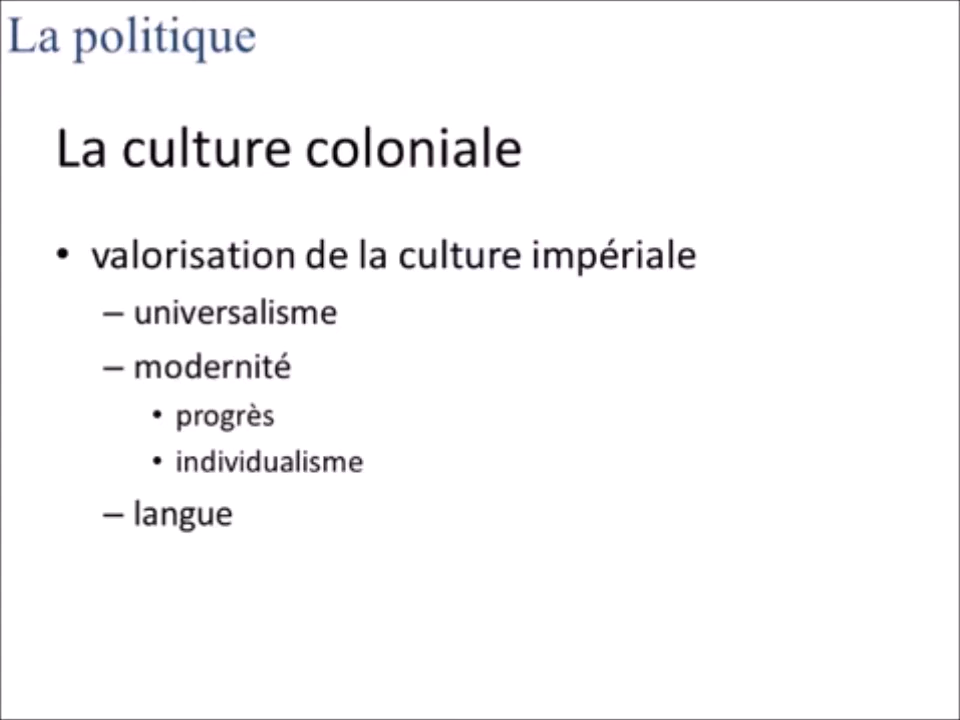 La politique
La culture coloniale
• valorisation de la culture impériale
– universalisme
– modernité
• progrès
• individualisme
– langue